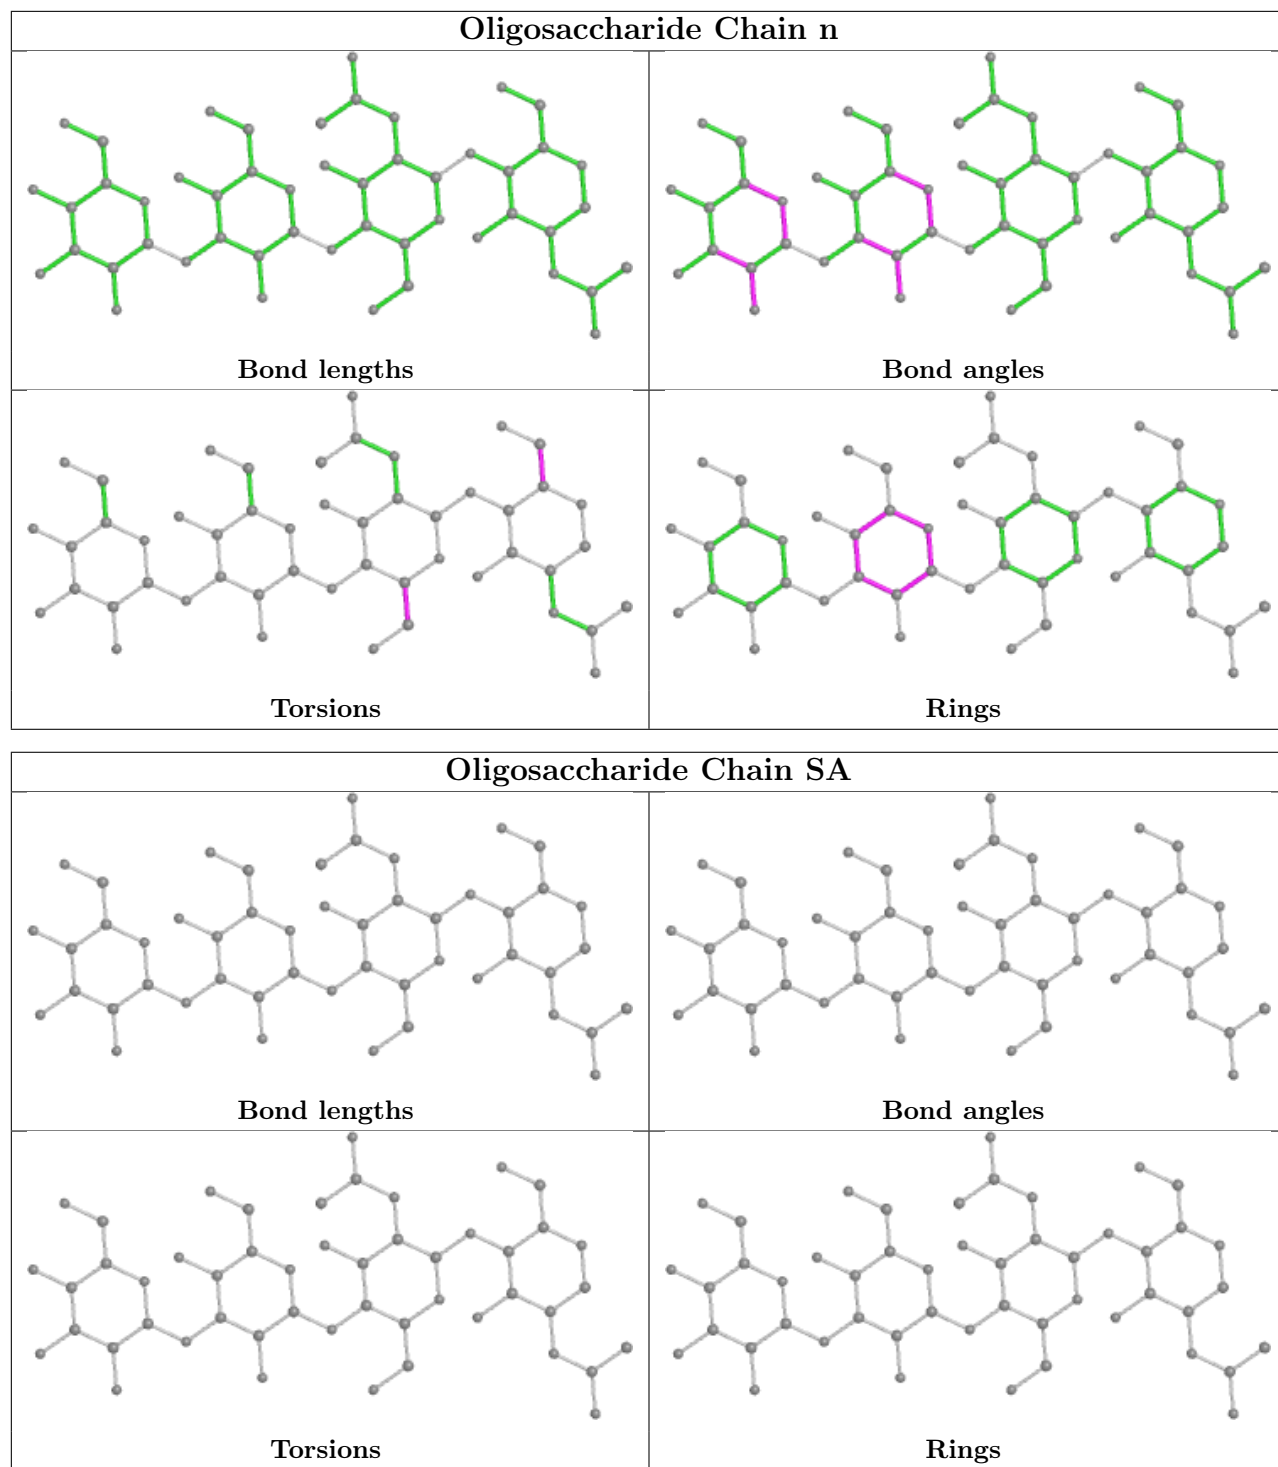 Oligosaccharide Chain n
Bond lengths
Bond angles
Torsions
Rings
Oligosaccharide Chain SA
Bond lengths
Bond angles
Torsions
Rings